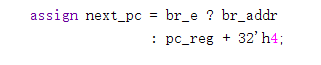 assign next_pc = br_e ? br_addr
: pc_reg + 32'h4;